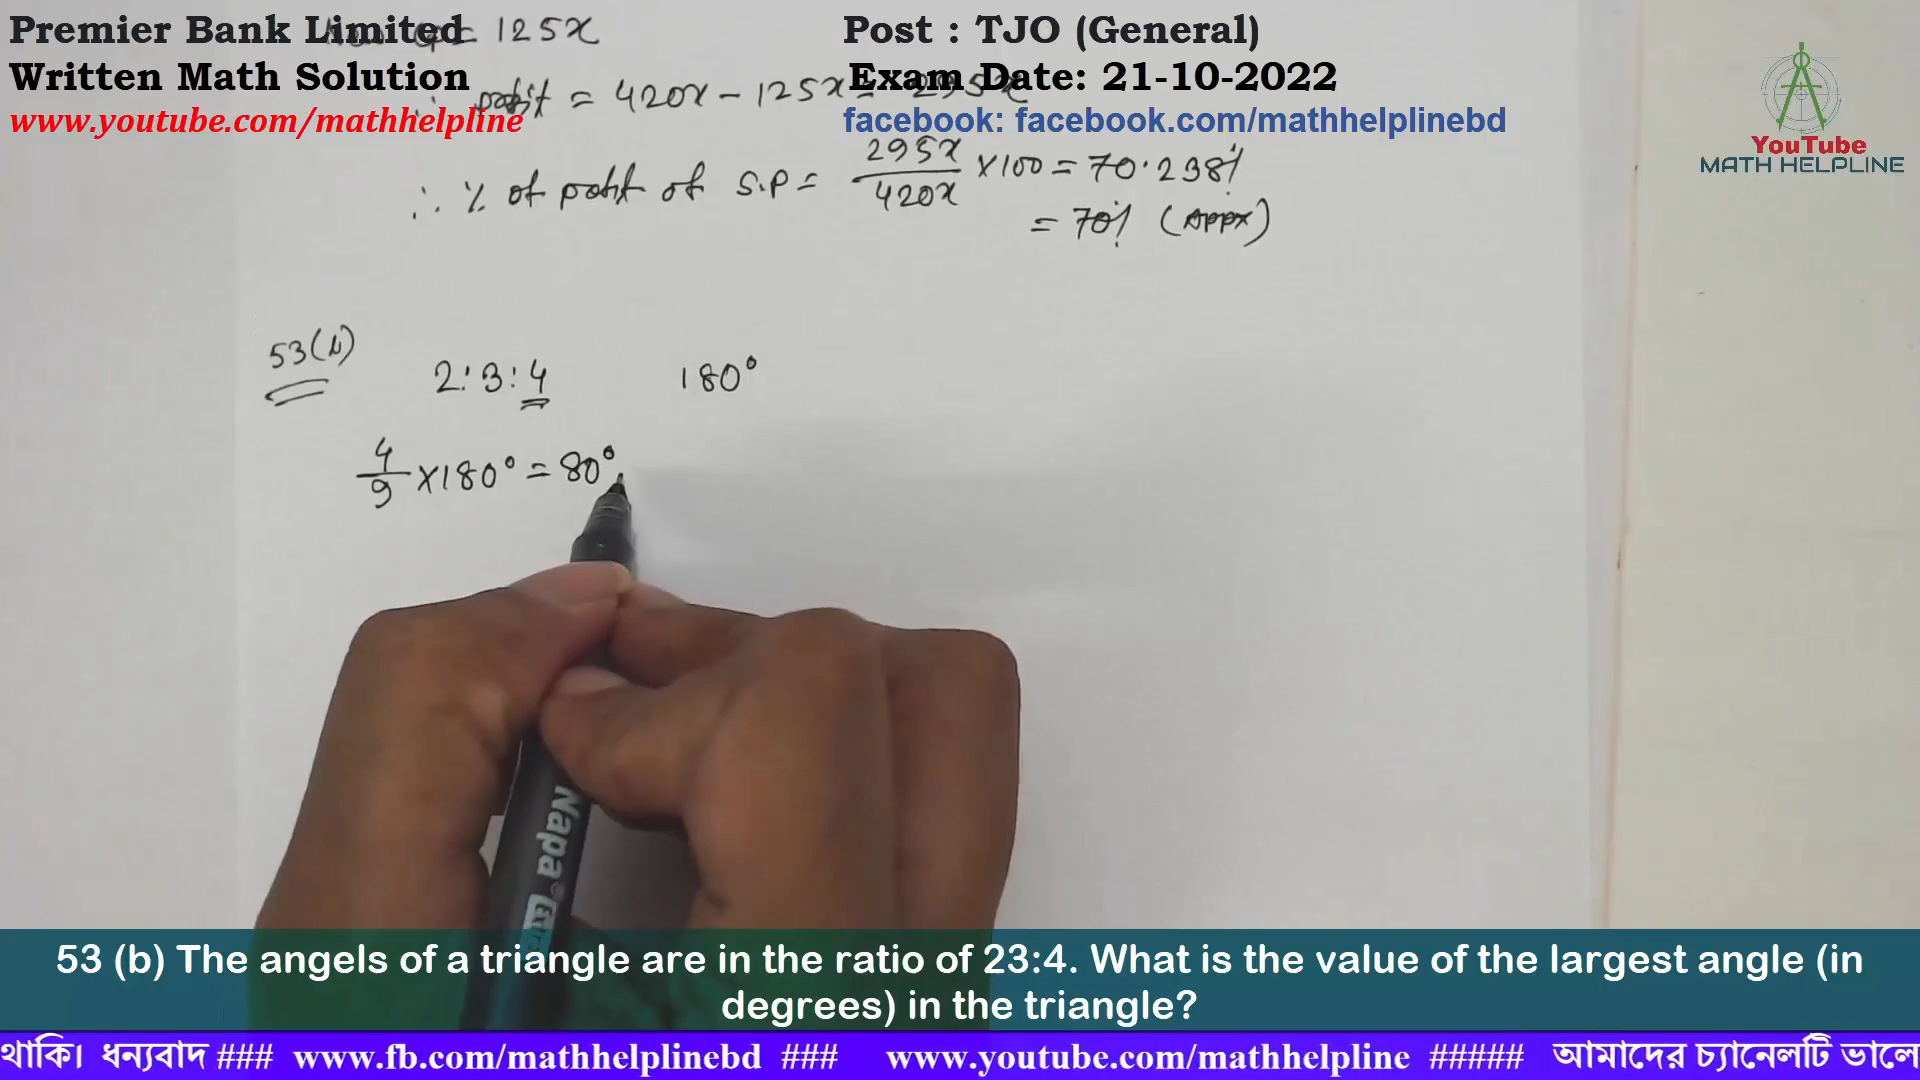 Premier Bank Limited
Post : TJO (General)
= 125x
Written Math Solution
Exam Date: 21-10-2022
∴ profit = 420x - 125x = 295x
www.youtube.com/mathhelpline
facebook: facebook.com/mathhelplinebd
YouTube
MATH HELPLINE
∴ % of profit of S.P = 295x/420x × 100 = 70.238%
= 70% (Appx)
53(b)
2:3:4 180°
4/9 × 180° = 80°
Napa
53 (b) The angels of a triangle are in the ratio of 23:4. What is the value of the largest angle (in
degrees) in the triangle?
থাকি। ধন্যবাদ ### www.fb.com/mathhelplinebd ### www.youtube.com/mathhelpline ##### আমাদের চ্যানেলটি ভালে